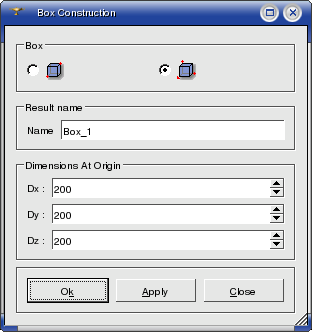 Box Construction
Box
Result name
Name Box_1
Dimensions At Origin
Dx : 200
Dy : 200
Dz : 200
Ok Apply Close